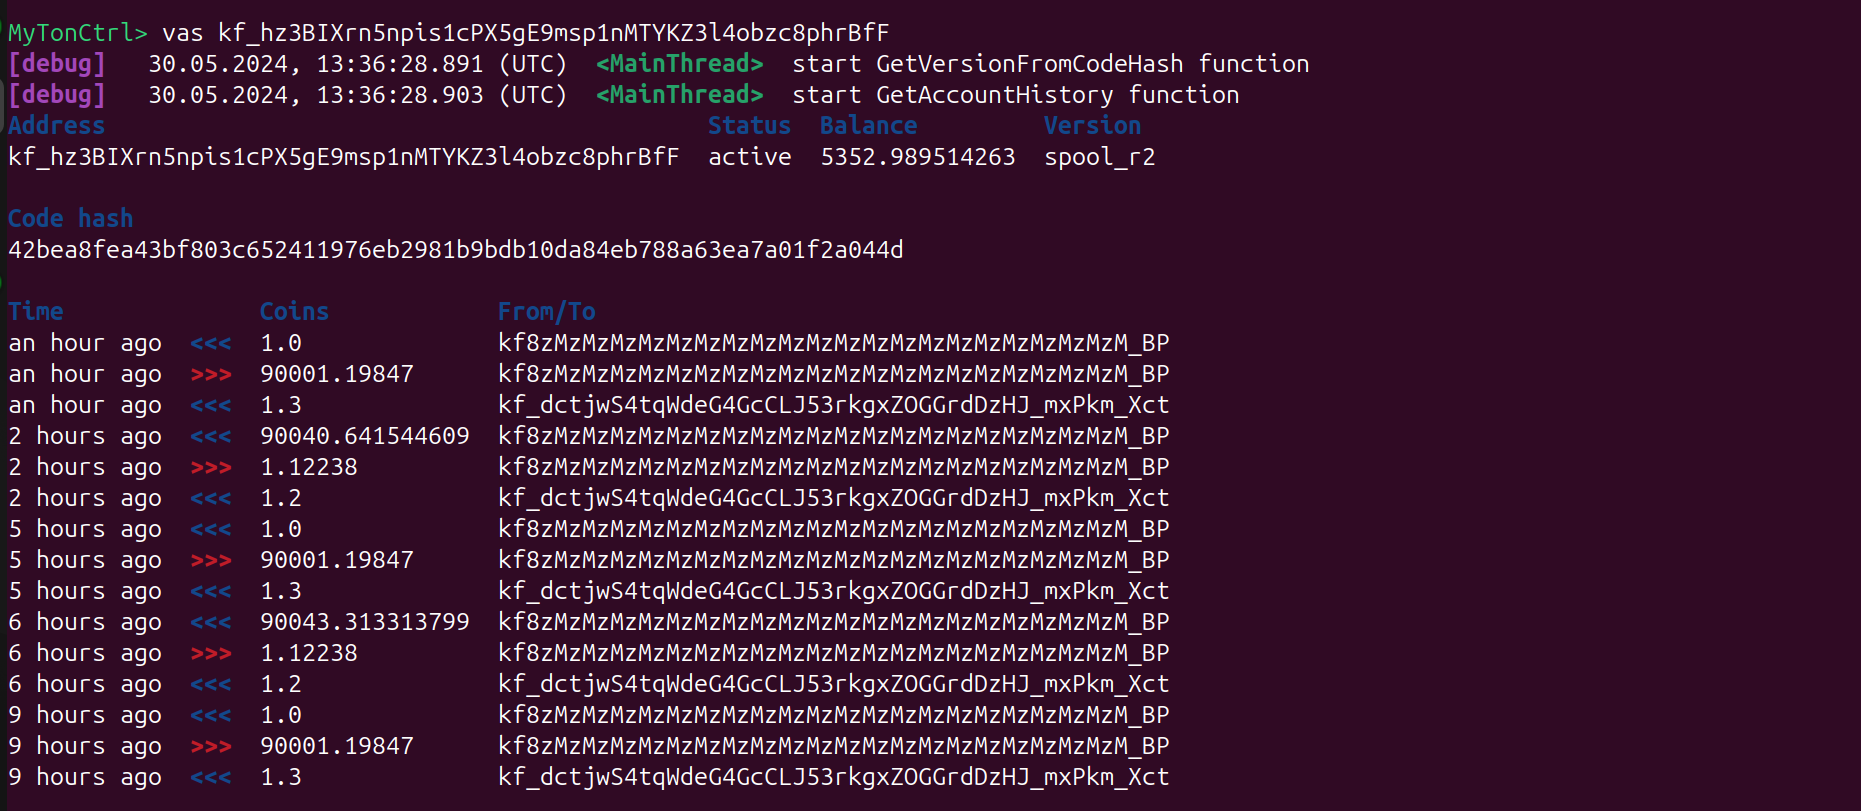 MyTonCtrl> vas kf_hz3BIXrn5npis1cPX5gE9msp1nMTYKZ3l4obzc8phrBfF
[debug]   30.05.2024, 13:36:28.891 (UTC)  <MainThread>  start GetVersionFromCodeHash function
[debug]   30.05.2024, 13:36:28.903 (UTC)  <MainThread>  start GetAccountHistory function
Address                                           Status  Balance         Version
kf_hz3BIXrn5npis1cPX5gE9msp1nMTYKZ3l4obzc8phrBfF  active  5352.989514263  spool_r2
Code hash
42bea8fea43bf803c652411976eb2981b9bdb10da84eb788a63ea7a01f2a044d
Time              Coins            From/To
an hour ago  <<<  1.0              kf8zMzMzMzMzMzMzMzMzMzMzMzMzMzMzMzMzMzMzMzMzM_BP
an hour ago  >>>  90001.19847      kf8zMzMzMzMzMzMzMzMzMzMzMzMzMzMzMzMzMzMzMzMzM_BP
an hour ago  <<<  1.3              kf_dctjwS4tqWdeG4GcCLJ53rkgxZOGGrdDzHJ_mxPkm_Xct
2 hours ago  <<<  90040.641544609  kf8zMzMzMzMzMzMzMzMzMzMzMzMzMzMzMzMzMzMzMzMzM_BP
2 hours ago  >>>  1.12238          kf8zMzMzMzMzMzMzMzMzMzMzMzMzMzMzMzMzMzMzMzMzM_BP
2 hours ago  <<<  1.2              kf_dctjwS4tqWdeG4GcCLJ53rkgxZOGGrdDzHJ_mxPkm_Xct
5 hours ago  <<<  1.0              kf8zMzMzMzMzMzMzMzMzMzMzMzMzMzMzMzMzMzMzMzMzM_BP
5 hours ago  >>>  90001.19847      kf8zMzMzMzMzMzMzMzMzMzMzMzMzMzMzMzMzMzMzMzMzM_BP
5 hours ago  <<<  1.3              kf_dctjwS4tqWdeG4GcCLJ53rkgxZOGGrdDzHJ_mxPkm_Xct
6 hours ago  <<<  90043.313313799  kf8zMzMzMzMzMzMzMzMzMzMzMzMzMzMzMzMzMzMzMzMzM_BP
6 hours ago  >>>  1.12238          kf8zMzMzMzMzMzMzMzMzMzMzMzMzMzMzMzMzMzMzMzMzM_BP
6 hours ago  <<<  1.2              kf_dctjwS4tqWdeG4GcCLJ53rkgxZOGGrdDzHJ_mxPkm_Xct
9 hours ago  <<<  1.0              kf8zMzMzMzMzMzMzMzMzMzMzMzMzMzMzMzMzMzMzMzMzM_BP
9 hours ago  >>>  90001.19847      kf8zMzMzMzMzMzMzMzMzMzMzMzMzMzMzMzMzMzMzMzMzM_BP
9 hours ago  <<<  1.3              kf_dctjwS4tqWdeG4GcCLJ53rkgxZOGGrdDzHJ_mxPkm_Xct